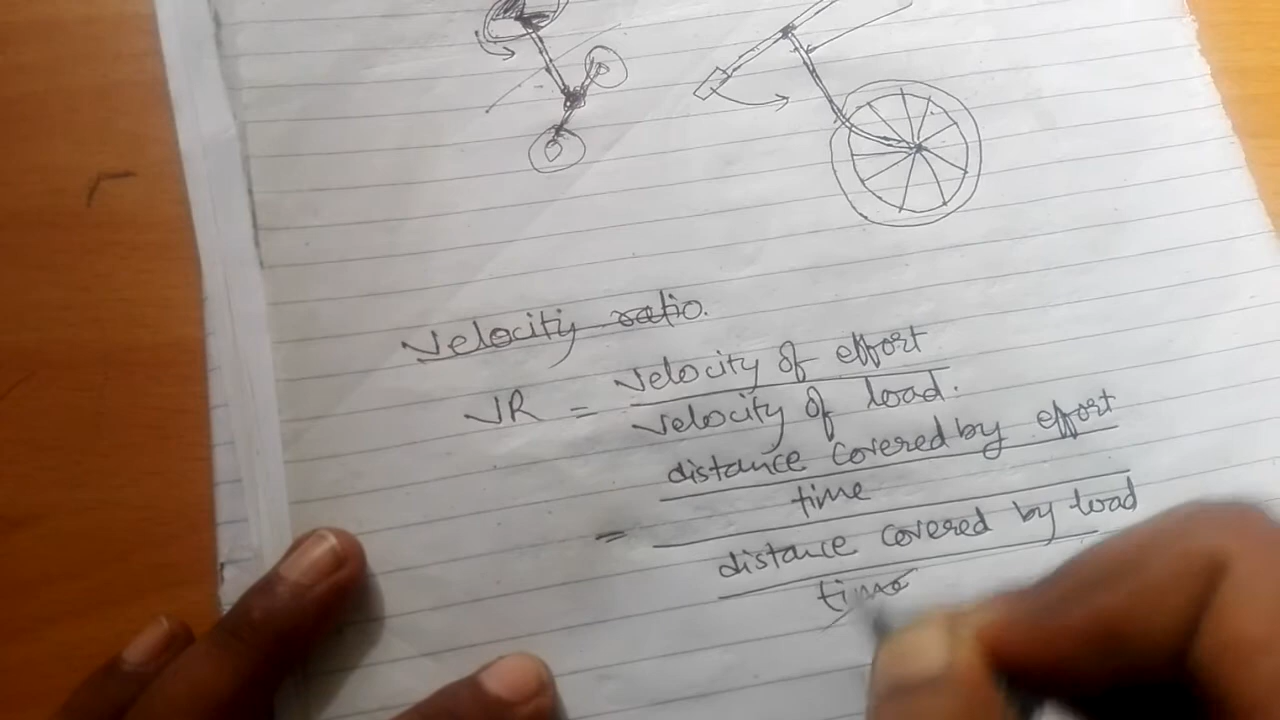 Velocity ratio.
VR = velocity of effort
velocity of load.
distance covered by effort
time
=
distance covered by load
time